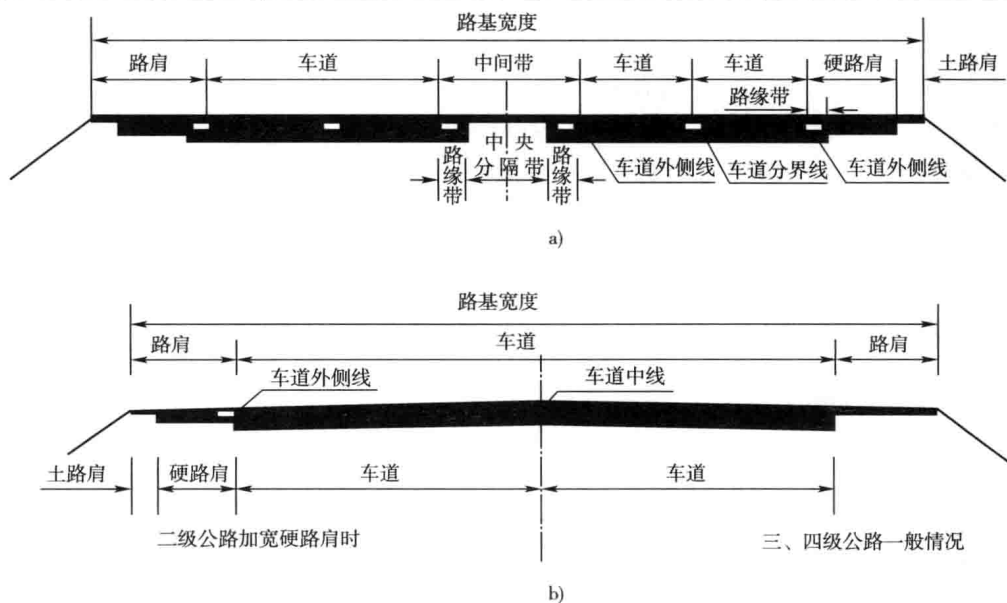 路基宽度
路肩 车道 中间带 车道 车道 硬路肩 土路肩
路缘带
路缘带 中央分隔带 路缘带 车道外侧线 车道分界线 车道外侧线
a)
路基宽度
路肩 车道 路肩
车道外侧线 车道中线
土路肩 硬路肩 车道 车道
二级公路加宽硬路肩时 三、四级公路一般情况
b)